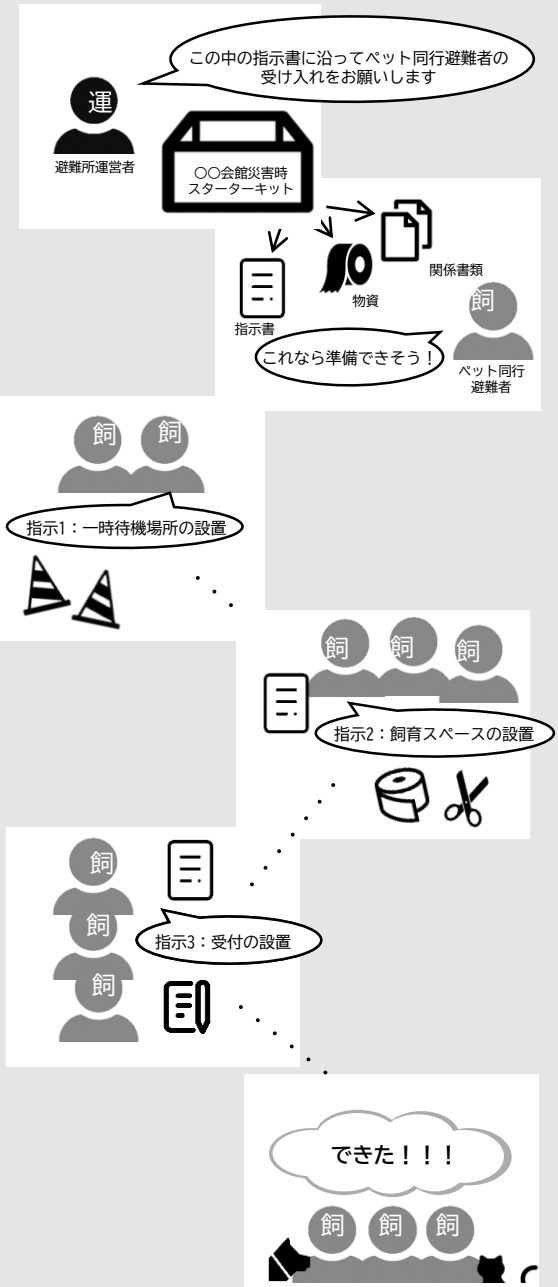 この中の指示書に沿ってペット同行避難者の
受け入れをお願いします
運
避難所運営者
〇〇会館災害時
スターターキット
関係書類
物資
指示書
飼
これなら準備できそう！
ペット同行
避難者
飼
飼
指示1：一時待機場所の設置
飼
飼
飼
指示2：飼育スペースの設置
飼
飼
飼
指示3：受付の設置
できた！！！
飼
飼
飼